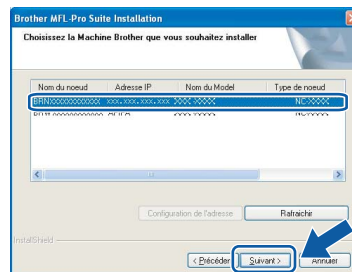 Brother MFL-Pro Suite Installation
Choisissez la Machine Brother que vous souhaitez installer
Nom du noeud Adresse IP Nom du Model Type de noeud
BRNXXXXXXXXXXXX XXX.XXX.XXX.XXX XXX-XXXX NC-XXXX
Configuration de l'adresse Rafraichir
InstallShield
< Précéder Suivant > Annuler